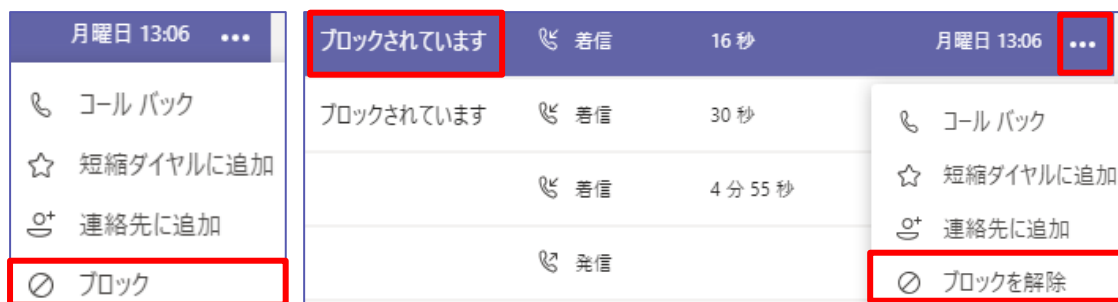 月曜日 13:06 •••
コール バック
短縮ダイヤルに追加
連絡先に追加
ブロック
ブロックされています 着信 16 秒 月曜日 13:06 •••
ブロックされています 着信 30 秒
着信 4 分 55 秒
発信
コール バック
短縮ダイヤルに追加
連絡先に追加
ブロックを解除